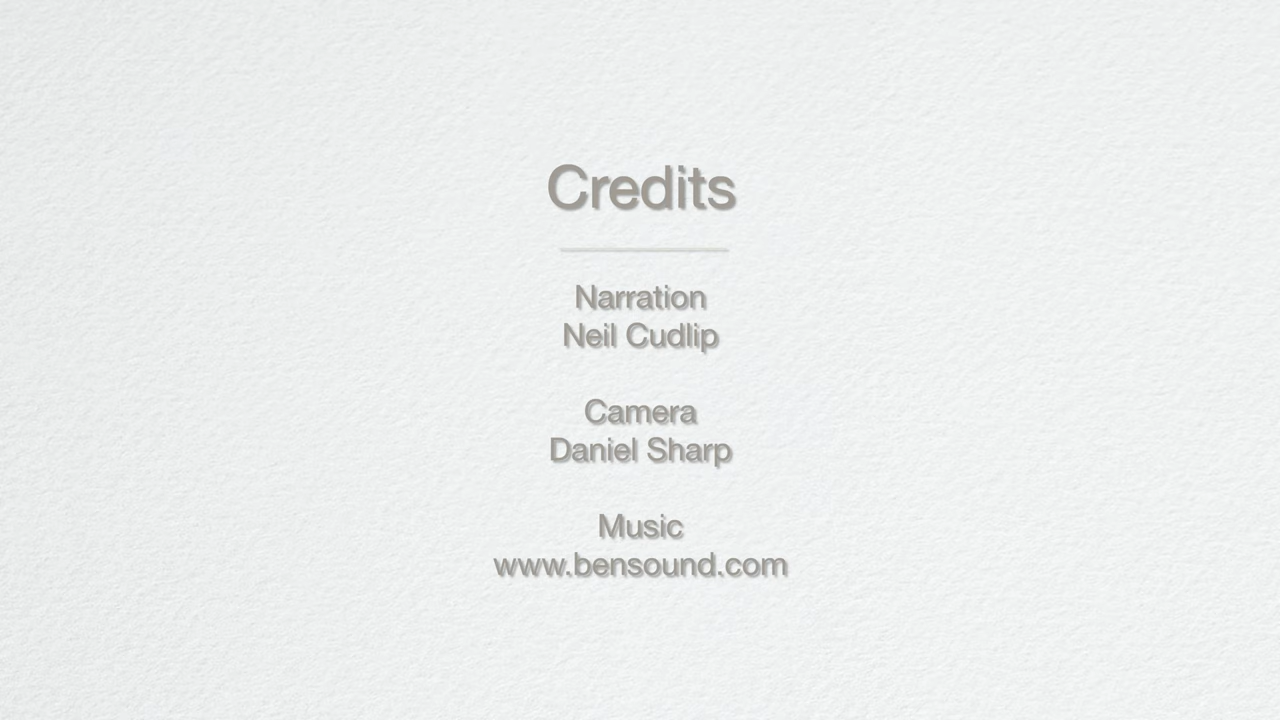 Credits
Narration
Neil Cudlip
Camera
Daniel Sharp
Music
www.bensound.com